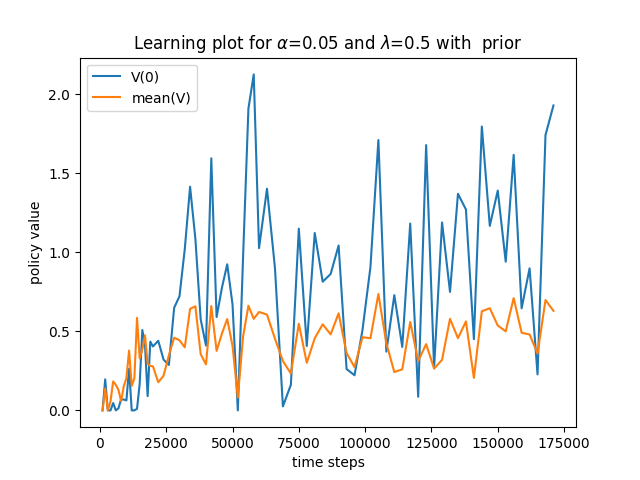 Learning plot for α=0.05 and λ=0.5 with  prior
V(0)
mean(V)
policy value
2.0
1.5
1.0
0.5
0.0
0 25000 50000 75000 100000 125000 150000 175000
time steps